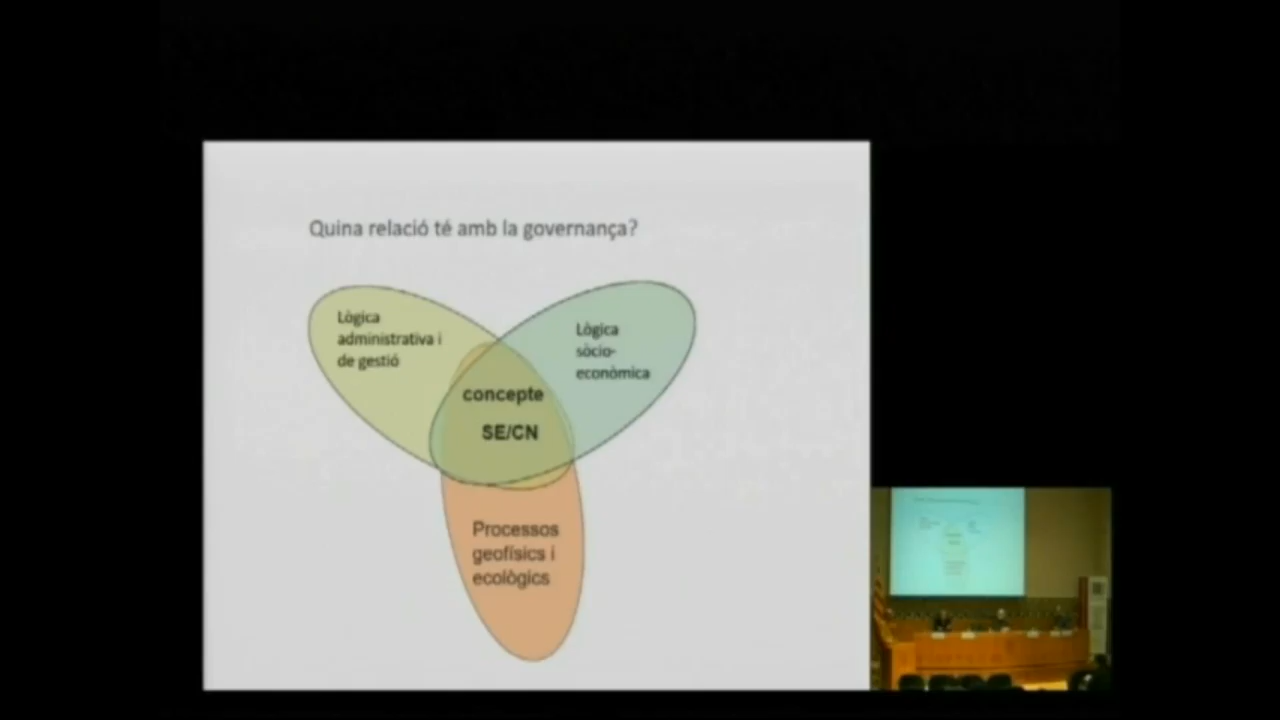 Quina relació té amb la governança?
Lògica
administrativa i
de gestió
Lògica
sòcio-
econòmica
concepte
SE/CN
Processos
geofísics i
ecològics